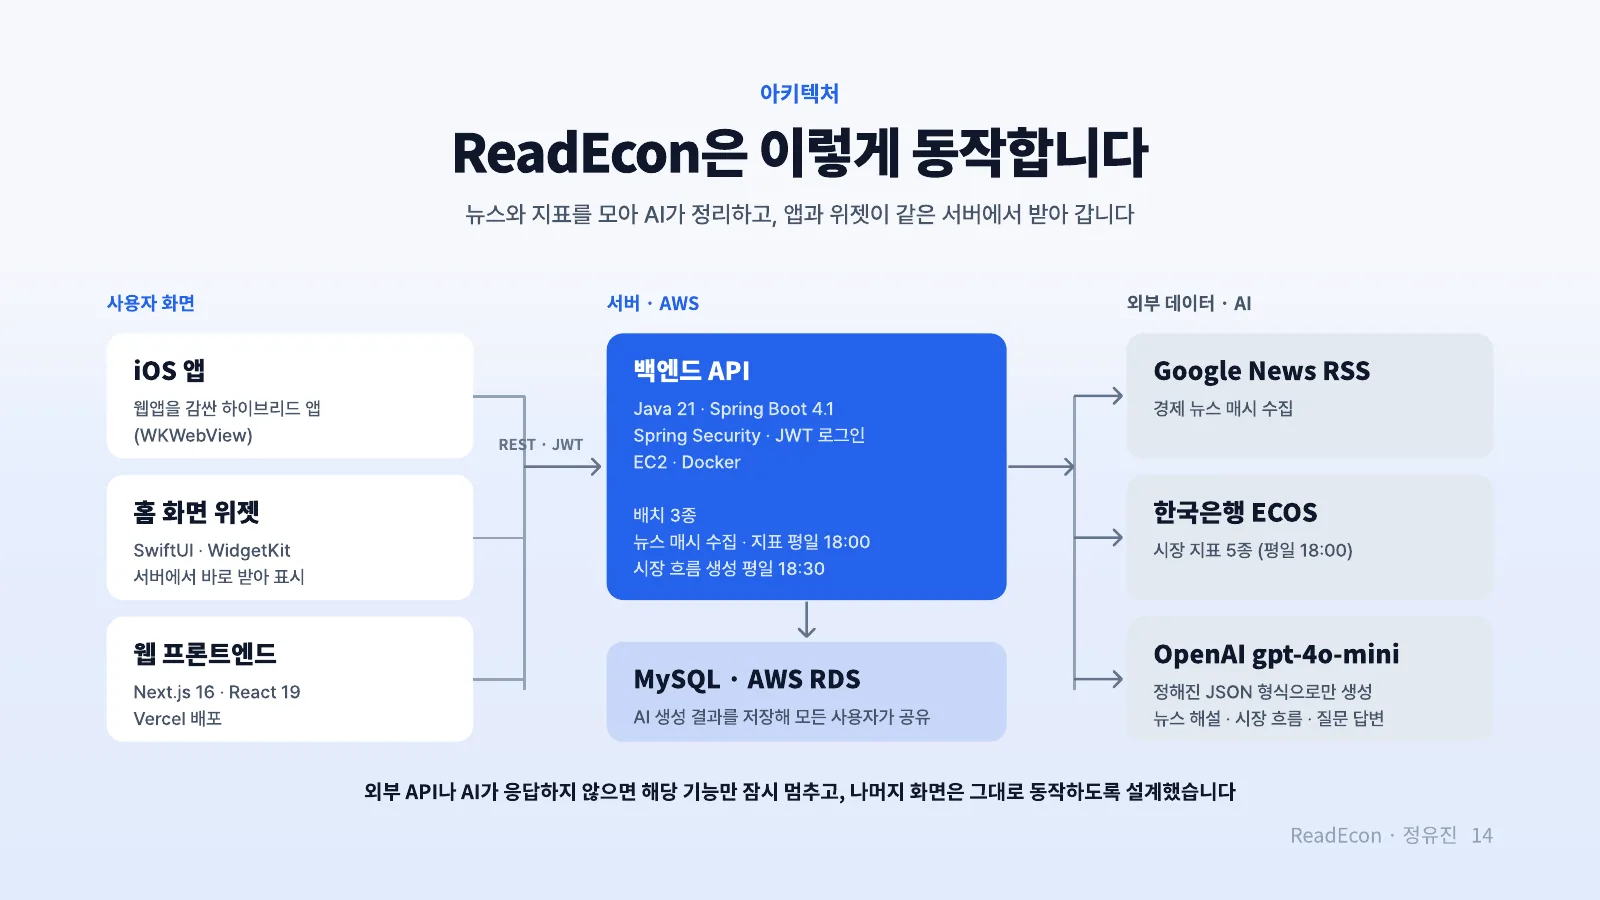 아키텍처
ReadEcon은 이렇게 동작합니다
뉴스와 지표를 모아 AI가 정리하고, 앱과 위젯이 같은 서버에서 받아 갑니다
사용자 화면
iOS 앱
웹앱을 감싼 하이브리드 앱
(WKWebView)
홈 화면 위젯
SwiftUI · WidgetKit
서버에서 바로 받아 표시
웹 프론트엔드
Next.js 16 · React 19
Vercel 배포
REST · JWT
서버 · AWS
백엔드 API
Java 21 · Spring Boot 4.1
Spring Security · JWT 로그인
EC2 · Docker
배치 3종
뉴스 매시 수집 · 지표 평일 18:00
시장 흐름 생성 평일 18:30
MySQL · AWS RDS
AI 생성 결과를 저장해 모든 사용자가 공유
외부 데이터 · AI
Google News RSS
경제 뉴스 매시 수집
한국은행 ECOS
시장 지표 5종 (평일 18:00)
OpenAI gpt-4o-mini
정해진 JSON 형식으로만 생성
뉴스 해설 · 시장 흐름 · 질문 답변
외부 API나 AI가 응답하지 않으면 해당 기능만 잠시 멈추고, 나머지 화면은 그대로 동작하도록 설계했습니다
ReadEcon · 정유진 14